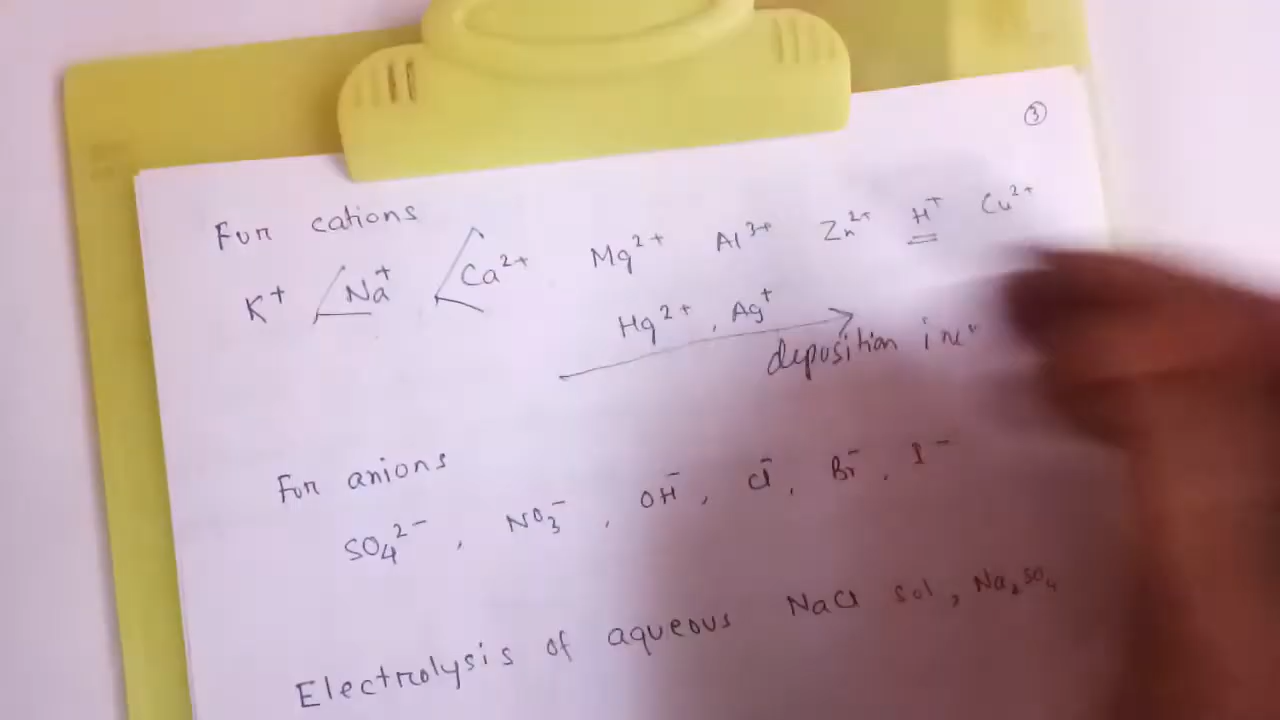 ③
For cations
K⁺ < Na⁺ < Ca²⁺ Mg²⁺ Al³⁺ Zn²⁺ H⁺ Cu²⁺
Hg²⁺, Ag⁺
deposition
For anions
SO₄²⁻, NO₃⁻, OH⁻, Cl⁻, Br⁻, I⁻
Electrolysis of aqueous NaCl sol, Na₂SO₄